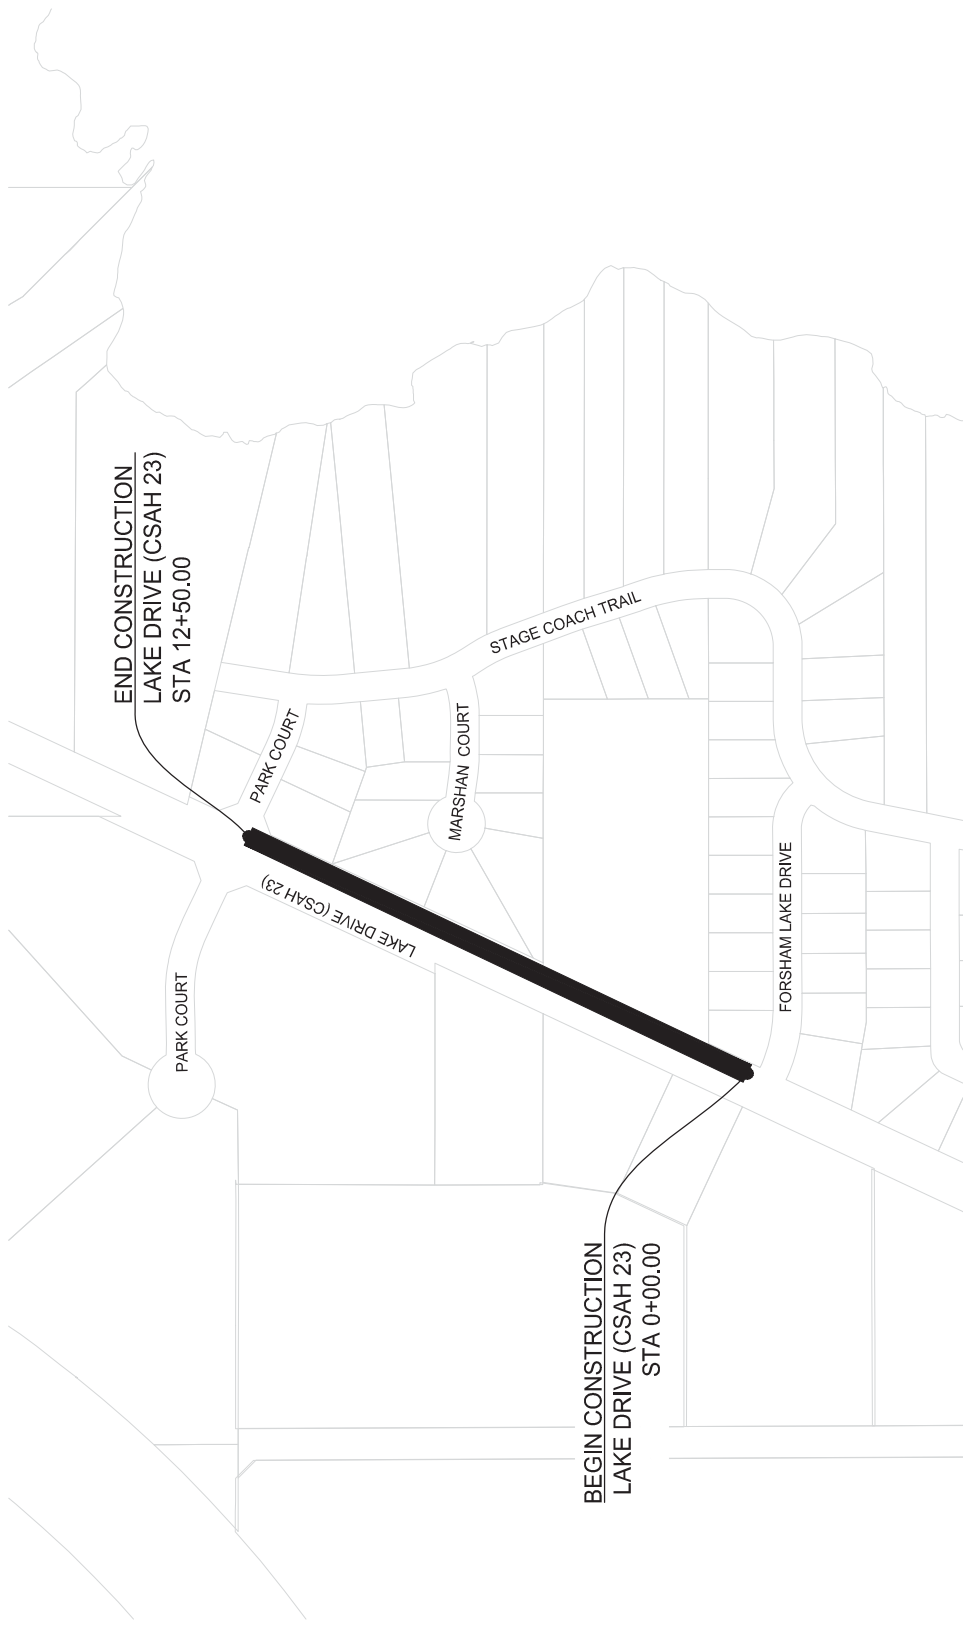 END CONSTRUCTION
LAKE DRIVE (CSAH 23)
STA 12+50.00
STAGE COACH TRAIL
PARK COURT
MARSHAN COURT
LAKE DRIVE (CSAH 23)
FORSHAM LAKE DRIVE
PARK COURT
BEGIN CONSTRUCTION
LAKE DRIVE (CSAH 23)
STA 0+00.00